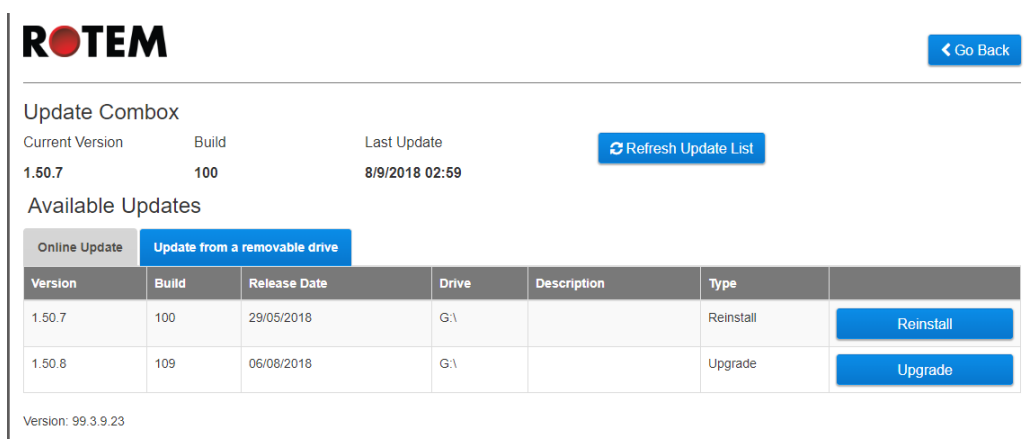 ROTEM
Go Back
Update Combox
Current Version Build Last Update
Refresh Update List
1.50.7 100 8/9/2018 02:59
Available Updates
Online Update Update from a removable drive
Version Build Release Date Drive Description Type
1.50.7 100 29/05/2018 G:\ Reinstall Reinstall
1.50.8 109 06/08/2018 G:\ Upgrade Upgrade
Version: 99.3.9.23